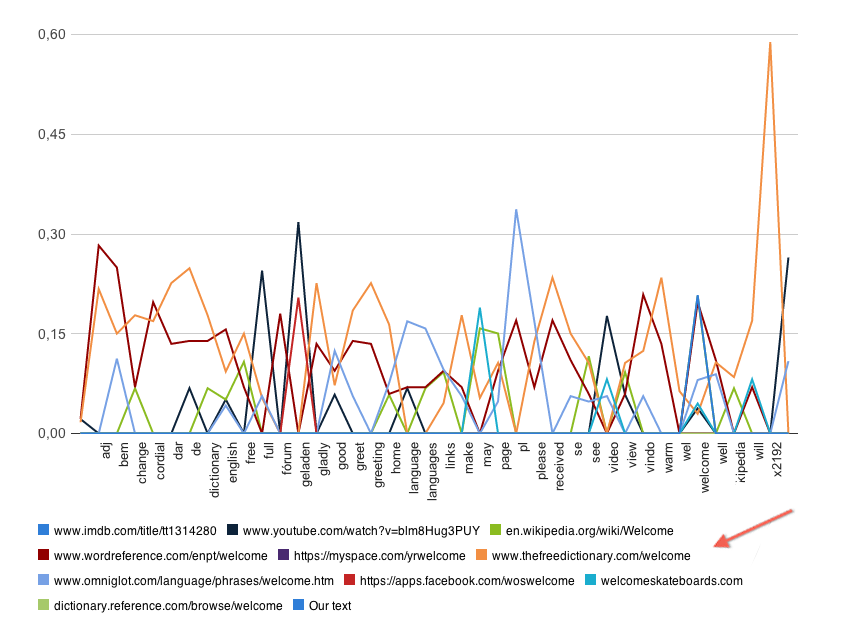 0,60
0,45
0,30
0,15
0,00
adj
bem
change
cordial
dar
de
dictionary
english
free
full
fórum
geladen
gladly
good
greet
greeting
home
language
languages
links
make
may
page
pl
please
received
se
see
video
view
vindo
warm
wel
welcome
well
kipedia
will
x2192
www.imdb.com/title/tt1314280 www.youtube.com/watch?v=blm8Hug3PUY en.wikipedia.org/wiki/Welcome
www.wordreference.com/enpt/welcome https://myspace.com/yrwelcome www.thefreedictionary.com/welcome
www.omniglot.com/language/phrases/welcome.htm https://apps.facebook.com/woswelcome welcomeskateboards.com
dictionary.reference.com/browse/welcome Our text